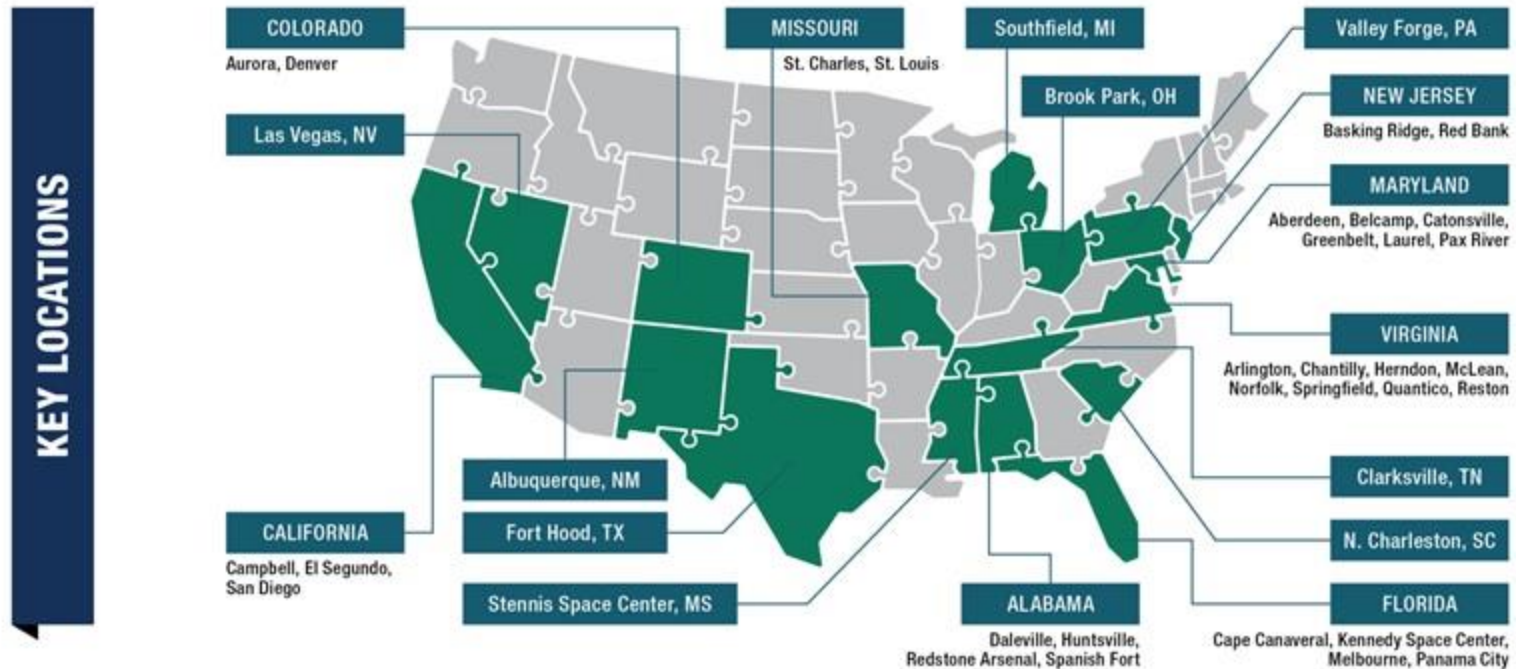 KEY LOCATIONS
COLORADO
Aurora, Denver
Las Vegas, NV
MISSOURI
St. Charles, St. Louis
Southfield, MI
Brook Park, OH
Valley Forge, PA
NEW JERSEY
Basking Ridge, Red Bank
MARYLAND
Aberdeen, Belcamp, Catonsville,
Greenbelt, Laurel, Pax River
VIRGINIA
Arlington, Chantilly, Herndon, McLean,
Norfolk, Springfield, Quantico, Reston
Clarksville, TN
N. Charleston, SC
FLORIDA
Cape Canaveral, Kennedy Space Center,
Melbourne, Panama City
Albuquerque, NM
Fort Hood, TX
CALIFORNIA
Campbell, El Segundo,
San Diego
Stennis Space Center, MS
ALABAMA
Daleville, Huntsville,
Redstone Arsenal, Spanish Fort